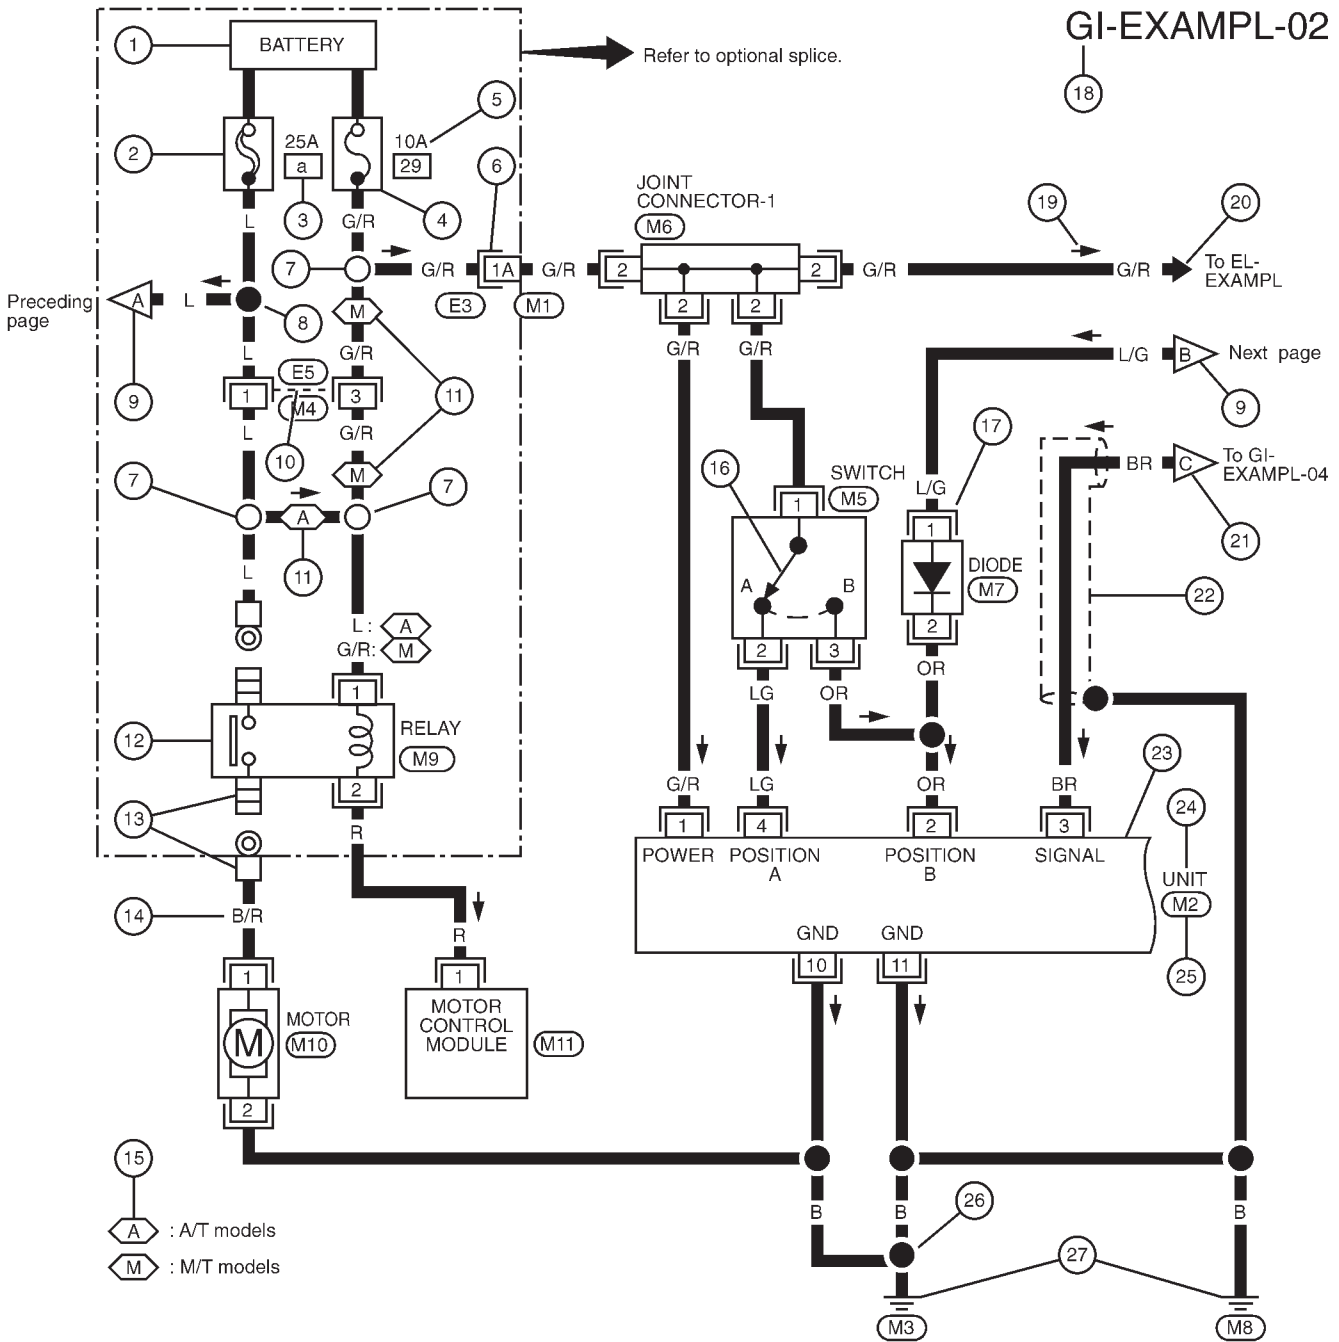 GI-EXAMPL-02
18
1
BATTERY
Refer to optional splice.
2
25A
a
3
10A
29
5
4
6
L
G/R
7
G/R
1A
G/R
E3
M1
JOINT
CONNECTOR-1
M6
2
2
2
2
G/R
19
G/R
20
To EL-
EXAMPL
Preceding
page
A
L
8
9
M
G/R
11
L
E5
M4
1
3
10
L
G/R
M
7
7
A
11
L
L :
A
G/R:
M
1
RELAY
M9
12
2
13
R
14
B/R
R
1
1
MOTOR
M10
M
2
MOTOR
CONTROL
MODULE
M11
15
A
: A/T models
M
: M/T models
G/R
G/R
L/G
B
Next page
9
17
16
SWITCH
M5
1
A
B
2
3
LG
OR
L/G
1
DIODE
M7
2
OR
BR
C
To GI-
EXAMPL-04
21
22
23
G/R
LG
OR
BR
1
4
2
3
POWER
POSITION
A
POSITION
B
SIGNAL
24
UNIT
M2
25
GND
GND
10
11
B
B
B
26
27
M3
M8